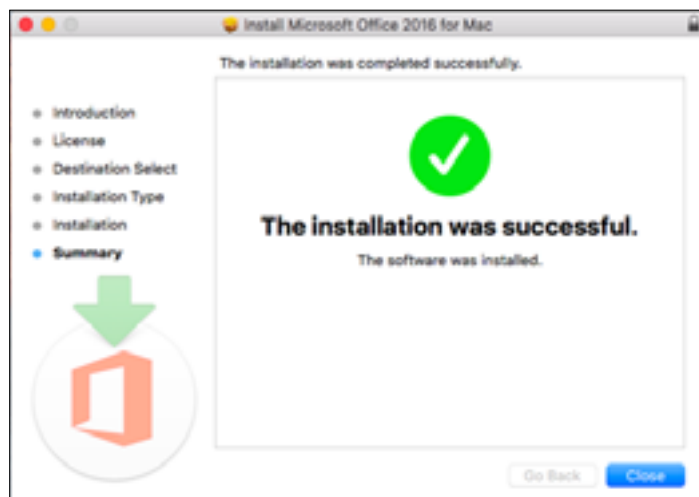 Install Microsoft Office 2016 for Mac
The installation was completed successfully.
Introduction
License
Destination Select
Installation Type
Installation
Summary
The installation was successful.
The software was installed.
Go Back
Close